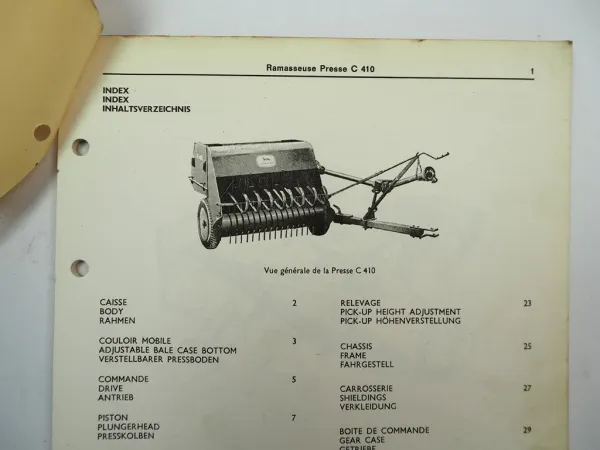 Ramasseuse Presse C 410
1
INDEX
INDEX
INHALTSVERZEICHNIS
Vue générale de la Presse C 410
CAISSE 2
BODY
RAHMEN
COULOIR MOBILE 3
ADJUSTABLE BALE CASE BOTTOM
VERSTELLBARER PRESSBODEN
COMMANDE 5
DRIVE
ANTRIEB
PISTON 7
PLUNGERHEAD
PRESSKOLBEN
RELEVAGE 23
PICK-UP HEIGHT ADJUSTMENT
PICK-UP HÖHENVERSTELLUNG
CHASSIS 25
FRAME
FAHRGESTELL
CARROSSERIE 27
SHIELDINGS
VERKLEIDUNG
BOITE DE COMMANDE 29
GEAR CASE
GETRIEBE